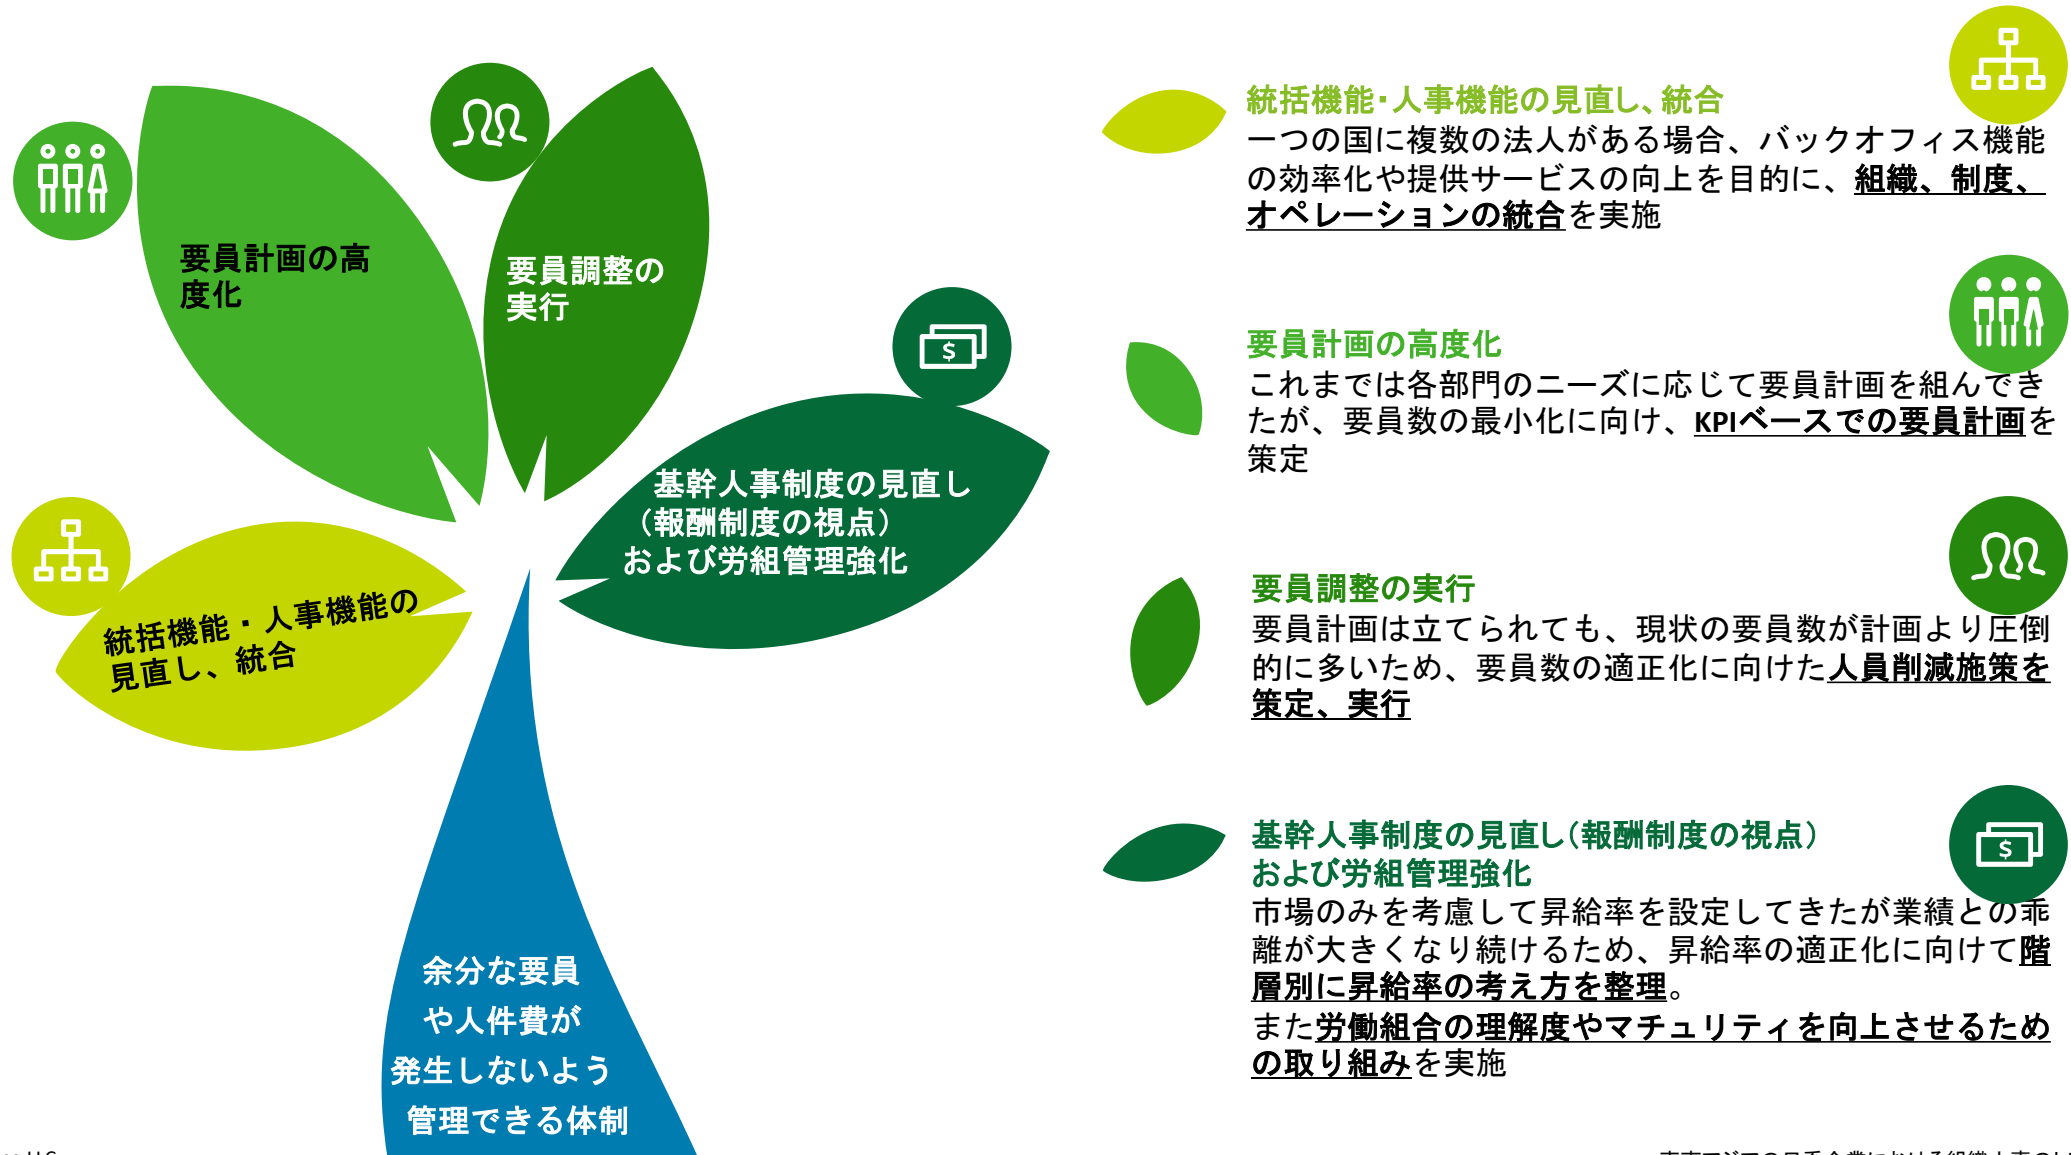 要員計画の高
度化
要員調整の
実行
基幹人事制度の見直し
（報酬制度の視点）
および労組管理強化
統括機能・人事機能の
見直し、統合
余分な要員
や人件費が
発生しないよう
管理できる体制
統括機能・人事機能の見直し、統合
一つの国に複数の法人がある場合、バックオフィス機能
の効率化や提供サービスの向上を目的に、組織、制度、
オペレーションの統合を実施
要員計画の高度化
これまでは各部門のニーズに応じて要員計画を組んでき
たが、要員数の最小化に向け、KPIベースでの要員計画を
策定
要員調整の実行
要員計画は立てられても、現状の要員数が計画より圧倒
的に多いため、要員数の適正化に向けた人員削減施策を
策定、実行
基幹人事制度の見直し（報酬制度の視点）
および労組管理強化
市場のみを考慮して昇給率を設定してきたが業績との乖
離が大きくなり続けるため、昇給率の適正化に向けて階
層別に昇給率の考え方を整理。
また労働組合の理解度やマチュリティを向上させるため
の取り組みを実施